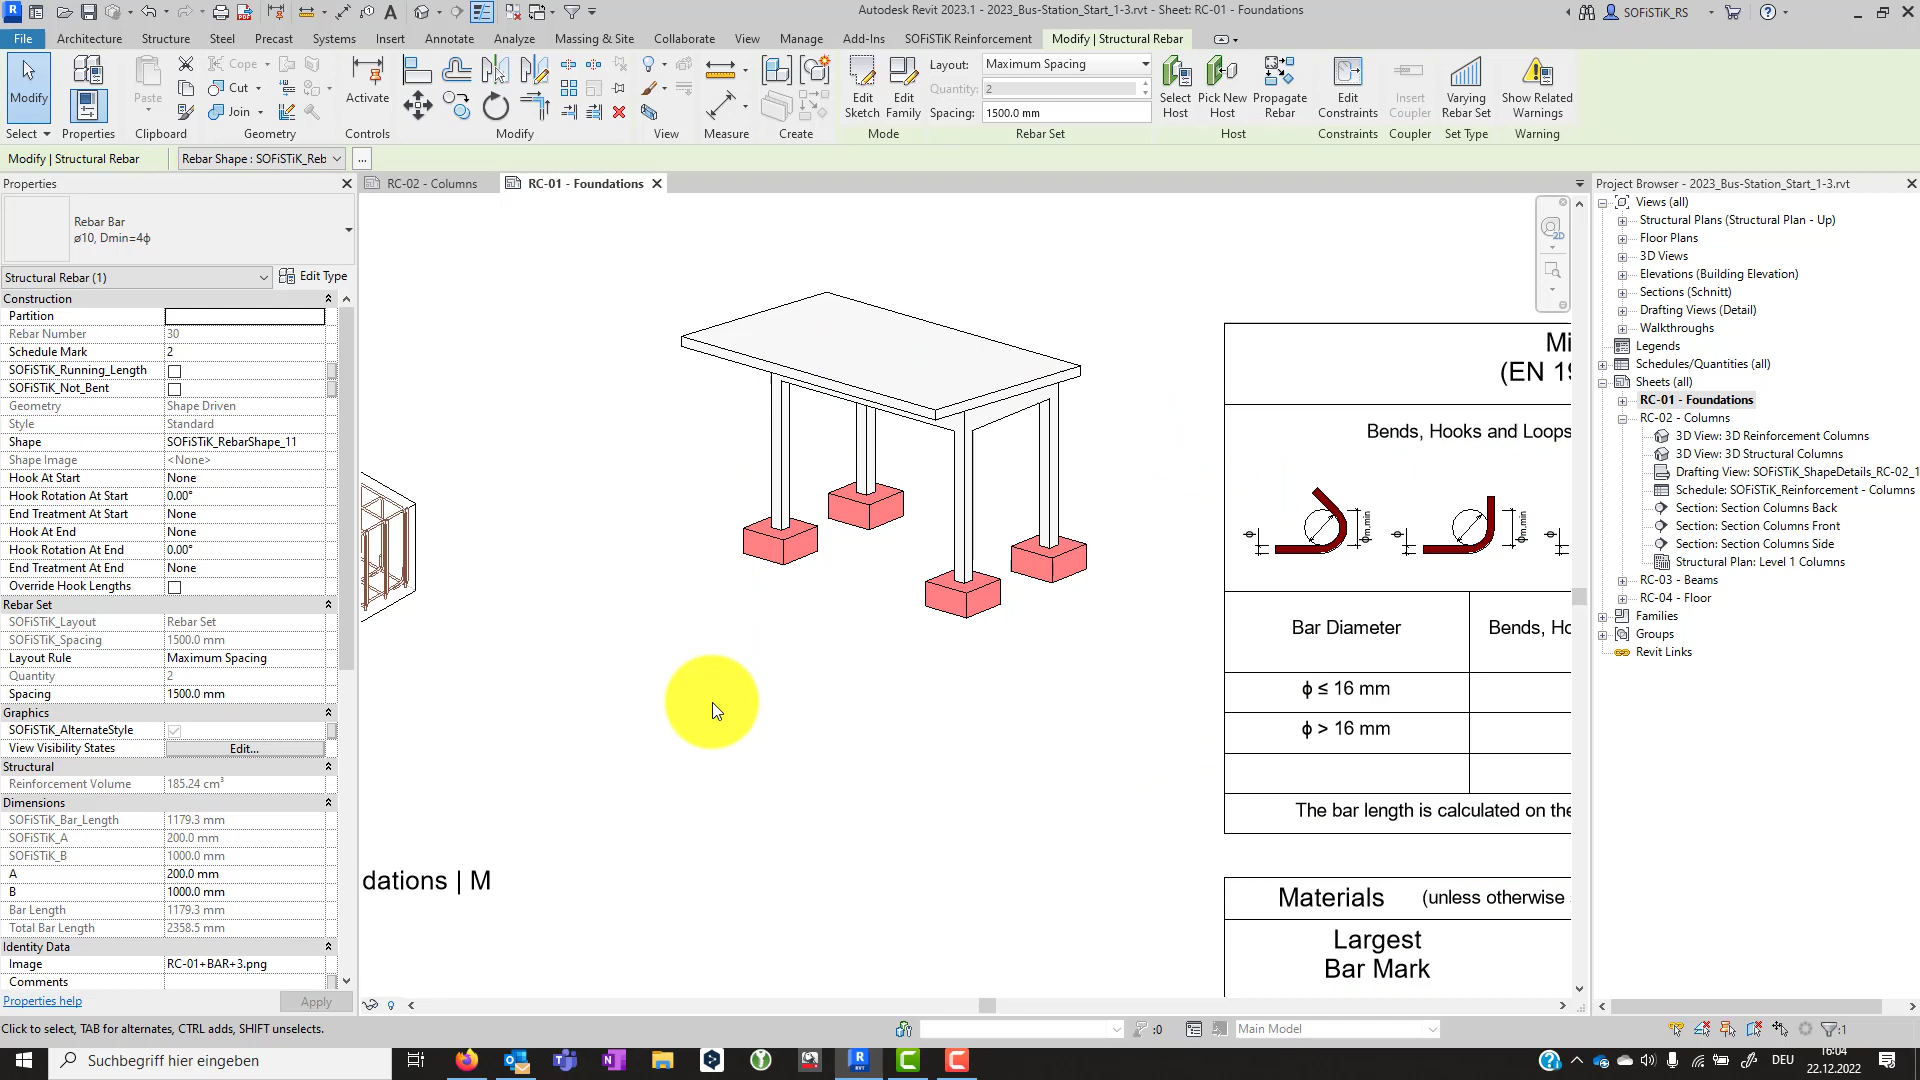 Autodesk Revit 2023.1 - 2023_Bus-Station_Start_1-3.rvt - Sheet: RC-01 - Foundations
SOFiSTiK_RS
File Architecture Structure Steel Precast Systems Insert Annotate Analyze Massing & Site Collaborate View Manage Add-Ins SOFiSTiK Reinforcement Modify | Structural Rebar
Modify
Paste
Cope
Cut
Join
Activate
Edit Sketch
Edit Family
Layout: Maximum Spacing
Quantity: 2
Spacing: 1500.0 mm
Select Host
Pick New Host
Propagate Rebar
Edit Constraints
Insert Coupler
Varying Rebar Set
Show Related Warnings
Select Properties Clipboard Geometry Controls Modify View Measure Create Mode Rebar Set Host Constraints Coupler Set Type Warning
Modify | Structural Rebar
Rebar Shape : SOFiSTiK_Reb
...
Properties
RC-02 - Columns
RC-01 - Foundations
Project Browser - 2023_Bus-Station_Start_1-3.rvt
Rebar Bar
ø10, Dmin=4ϕ
Structural Rebar (1)
Edit Type
Construction
Partition
Rebar Number 30
Schedule Mark 2
SOFiSTiK_Running_Length
SOFiSTiK_Not_Bent
Geometry Shape Driven
Style Standard
Shape SOFiSTiK_RebarShape_11
Shape Image <None>
Hook At Start None
Hook Rotation At Start 0.00°
End Treatment At Start None
Hook At End None
Hook Rotation At End 0.00°
End Treatment At End None
Override Hook Lengths
Rebar Set
SOFiSTiK_Layout Rebar Set
SOFiSTiK_Spacing 1500.0 mm
Layout Rule Maximum Spacing
Quantity 2
Spacing 1500.0 mm
Graphics
SOFiSTiK_AlternateStyle
View Visibility States Edit...
Structural
Reinforcement Volume 185.24 cm³
Dimensions
SOFiSTiK_Bar_Length 1179.3 mm
SOFiSTiK_A 200.0 mm
SOFiSTiK_B 1000.0 mm
A 200.0 mm
B 1000.0 mm
Bar Length 1179.3 mm
Total Bar Length 2358.5 mm
Identity Data
Image RC-01+BAR+3.png
Comments
Properties help
Apply
dations | M
2D
Mi
(EN 19
Bends, Hooks and Loops
ϕ ϕm,min ϕ ϕm,min ϕ
Bar Diameter
Bends, Ho
ϕ ≤ 16 mm
ϕ > 16 mm
The bar length is calculated on the
Materials
(unless otherwise
Largest
Bar Mark
Views (all)
Structural Plans (Structural Plan - Up)
Floor Plans
3D Views
Elevations (Building Elevation)
Sections (Schnitt)
Drafting Views (Detail)
Walkthroughs
Legends
Schedules/Quantities (all)
Sheets (all)
RC-01 - Foundations
RC-02 - Columns
3D View: 3D Reinforcement Columns
3D View: 3D Structural Columns
Drafting View: SOFiSTiK_ShapeDetails_RC-02_1
Schedule: SOFiSTiK_Reinforcement - Columns
Section: Section Columns Back
Section: Section Columns Front
Section: Section Columns Side
Structural Plan: Level 1 Columns
RC-03 - Beams
RC-04 - Floor
Families
Groups
Revit Links
Click to select, TAB for alternates, CTRL adds, SHIFT unselects.
:0
Main Model
:1
Suchbegriff hier eingeben
DEU
16:04
22.12.2022